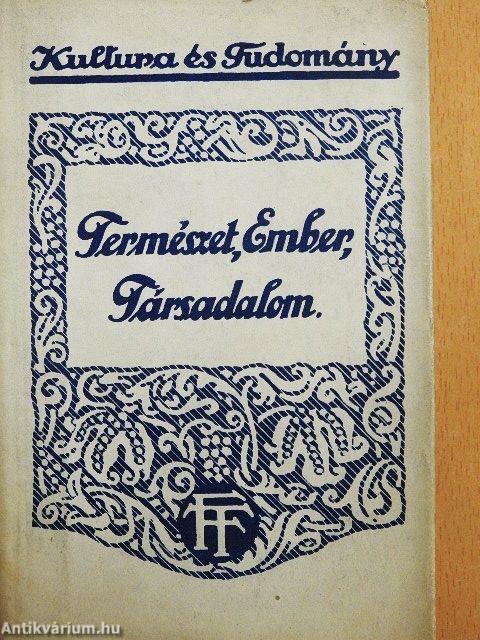 Kultura és Tudomány
Természet, Ember,
Társadalom.
FT
Antikvárium.hu